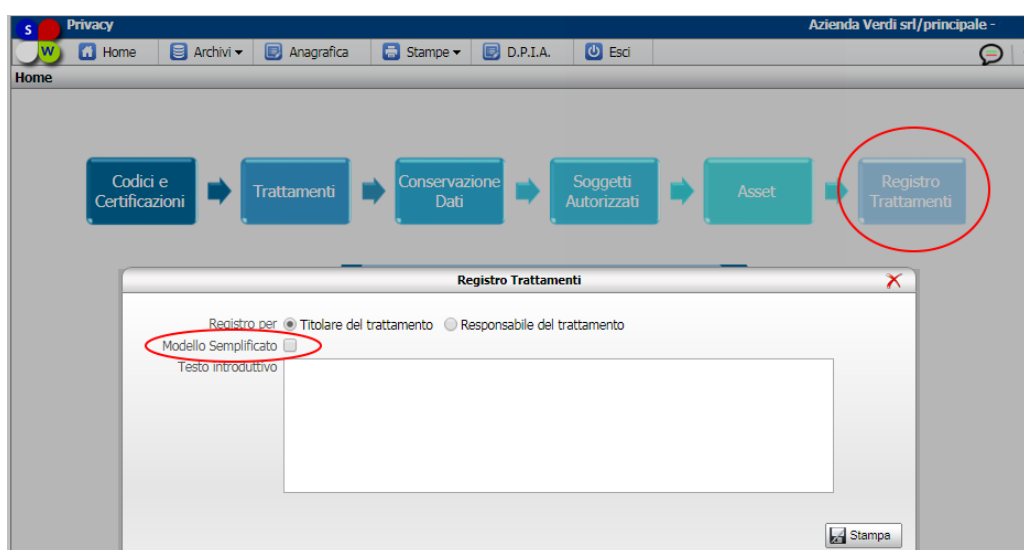 S
W
Privacy Azienda Verdi srl/principale -
Home Archivi Anagrafica Stampe D.P.I.A. Esci
Home
Codici e
Certificazioni
Trattamenti
Conservazione
Dati
Soggetti
Autorizzati
Asset
Registro
Trattamenti
Registro Trattamenti
Registro per Titolare del trattamento Responsabile del trattamento
Modello Semplificato
Testo introduttivo
Stampa